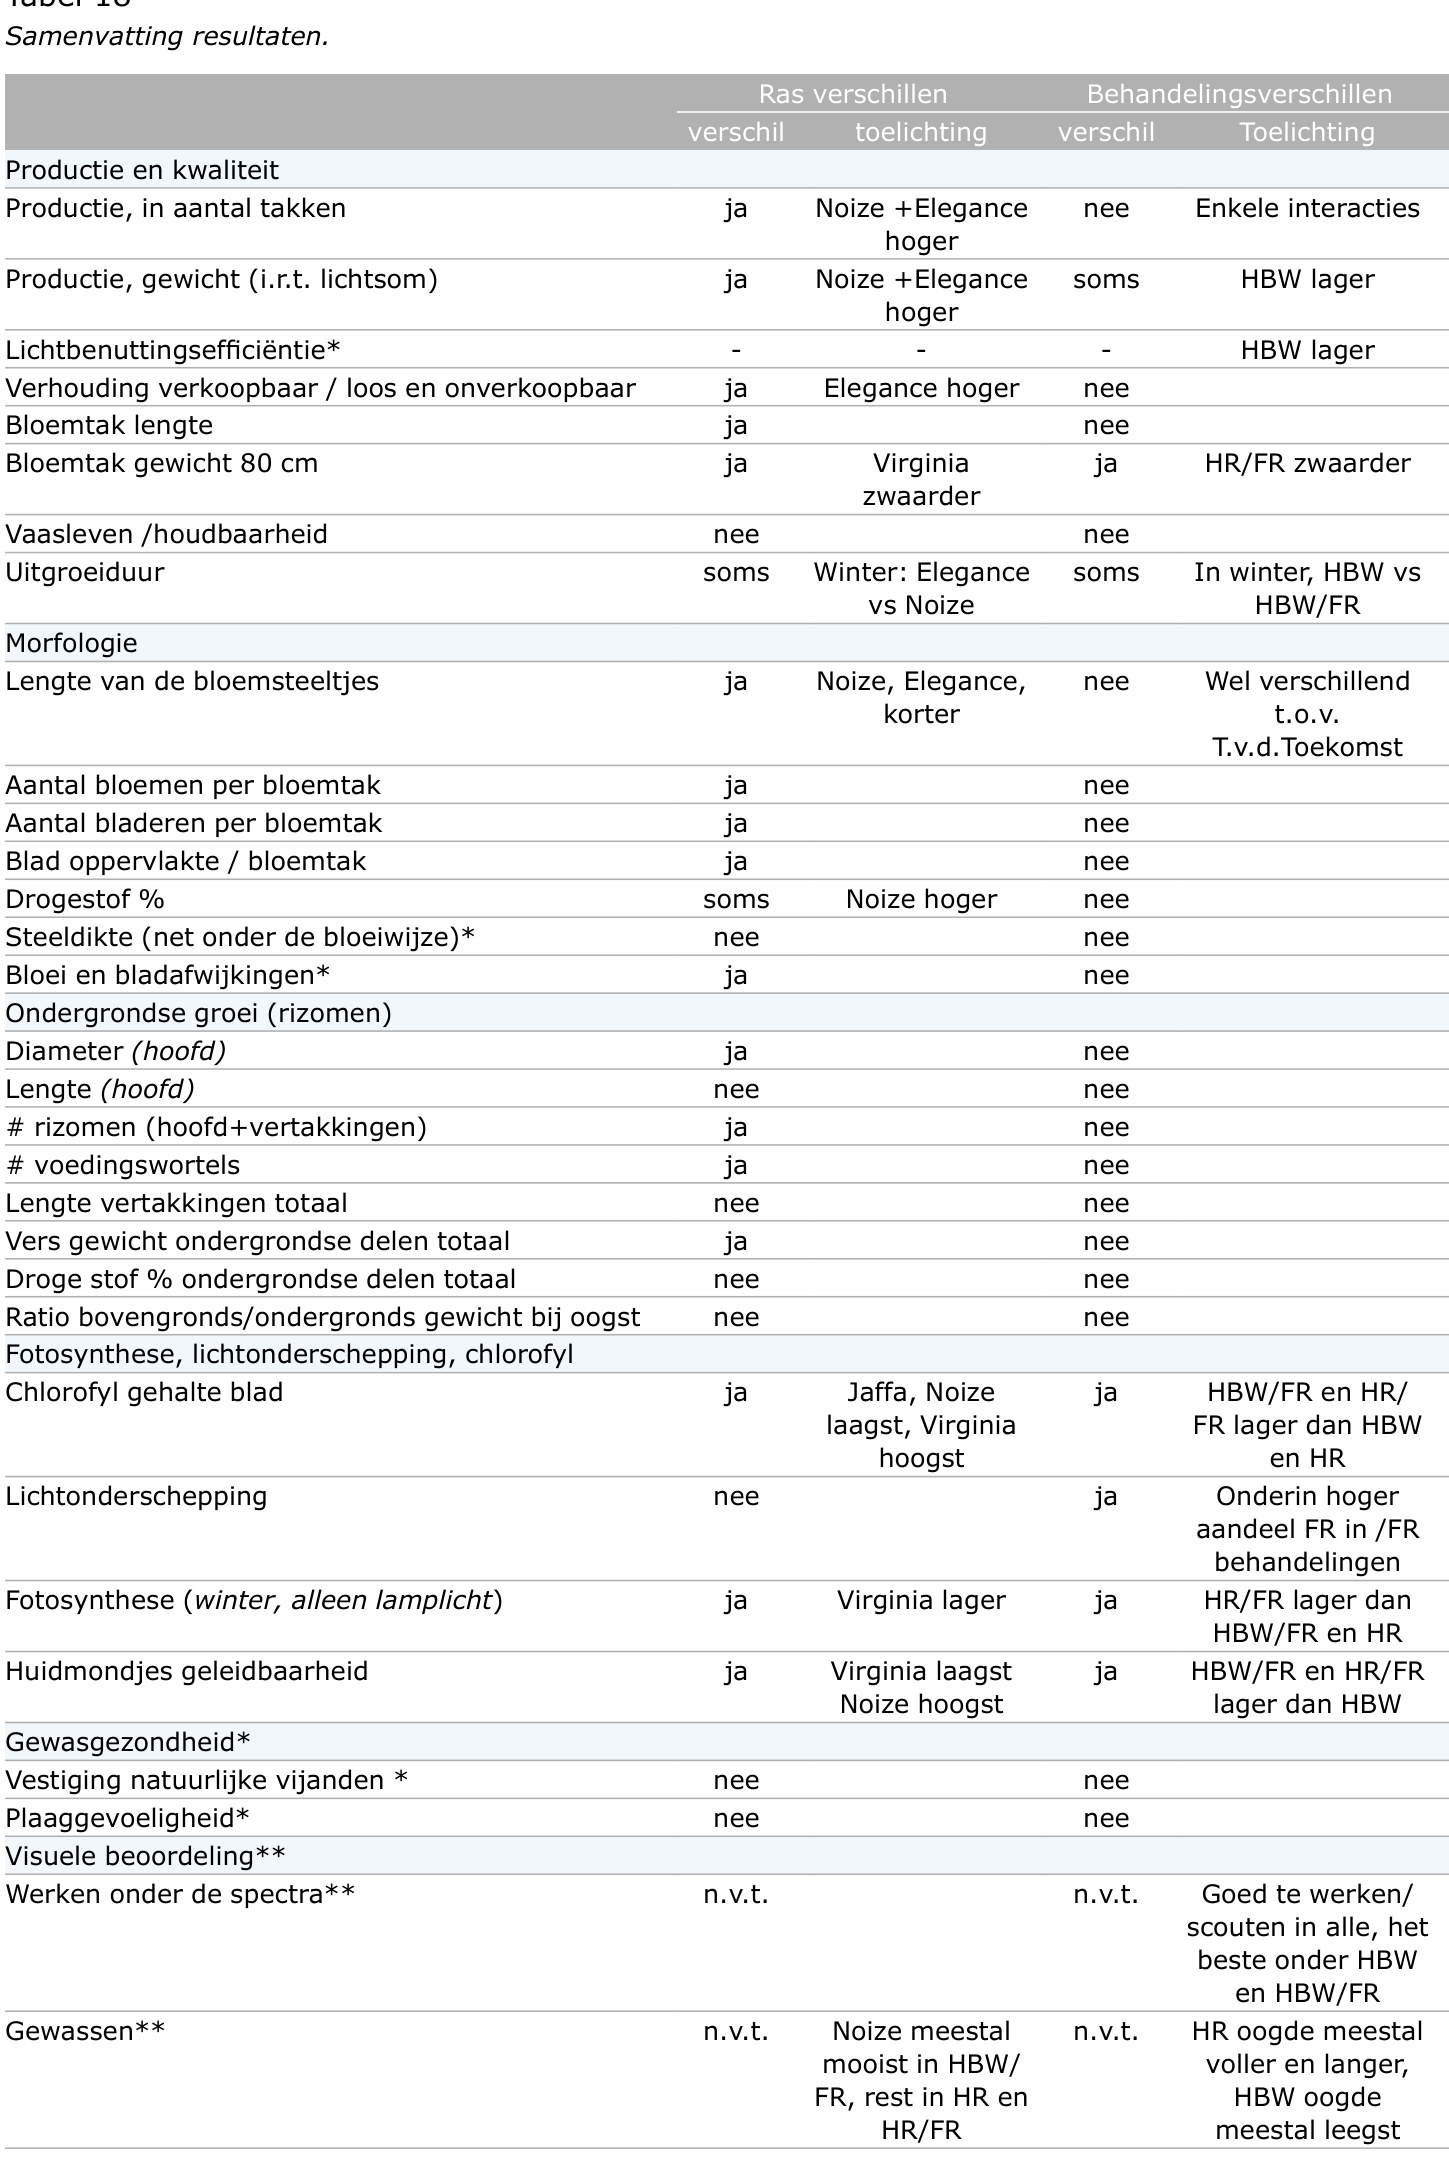 Tabel 18
Samenvatting resultaten.
Ras verschillen Behandelingsverschillen
verschil toelichting verschil Toelichting
Productie en kwaliteit
Productie, in aantal takken ja Noize +Elegance nee Enkele interacties
hoger
Productie, gewicht (i.r.t. lichtsom) ja Noize +Elegance soms HBW lager
hoger
Lichtbenuttingsefficiëntie* - - - HBW lager
Verhouding verkoopbaar / loos en onverkoopbaar ja Elegance hoger nee
Bloemtak lengte ja nee
Bloemtak gewicht 80 cm ja Virginia ja HR/FR zwaarder
zwaarder
Vaasleven /houdbaarheid nee nee
Uitgroeiduur soms Winter: Elegance soms In winter, HBW vs
vs Noize HBW/FR
Morfologie
Lengte van de bloemsteeltjes ja Noize, Elegance, nee Wel verschillend
korter t.o.v.
T.v.d.Toekomst
Aantal bloemen per bloemtak ja nee
Aantal bladeren per bloemtak ja nee
Blad oppervlakte / bloemtak ja nee
Drogestof % soms Noize hoger nee
Steeldikte (net onder de bloeiwijze)* nee nee
Bloei en bladafwijkingen* ja nee
Ondergrondse groei (rizomen)
Diameter (hoofd) ja nee
Lengte (hoofd) nee nee
# rizomen (hoofd+vertakkingen) ja nee
# voedingswortels ja nee
Lengte vertakkingen totaal nee nee
Vers gewicht ondergrondse delen totaal ja nee
Droge stof % ondergrondse delen totaal nee nee
Ratio bovengronds/ondergronds gewicht bij oogst nee nee
Fotosynthese, lichtonderschepping, chlorofyl
Chlorofyl gehalte blad ja Jaffa, Noize ja HBW/FR en HR/
laagst, Virginia FR lager dan HBW
hoogst en HR
Lichtonderschepping nee ja Onderin hoger
aandeel FR in /FR
behandelingen
Fotosynthese (winter, alleen lamplicht) ja Virginia lager ja HR/FR lager dan
HBW/FR en HR
Huidmondjes geleidbaarheid ja Virginia laagst ja HBW/FR en HR/FR
Noize hoogst lager dan HBW
Gewasgezondheid*
Vestiging natuurlijke vijanden * nee nee
Plaaggevoeligheid* nee nee
Visuele beoordeling**
Werken onder de spectra** n.v.t. n.v.t. Goed te werken/
scouten in alle, het
beste onder HBW
en HBW/FR
Gewassen** n.v.t. Noize meestal n.v.t. HR oogde meestal
mooist in HBW/ voller en langer,
FR, rest in HR en HBW oogde
HR/FR meestal leegst